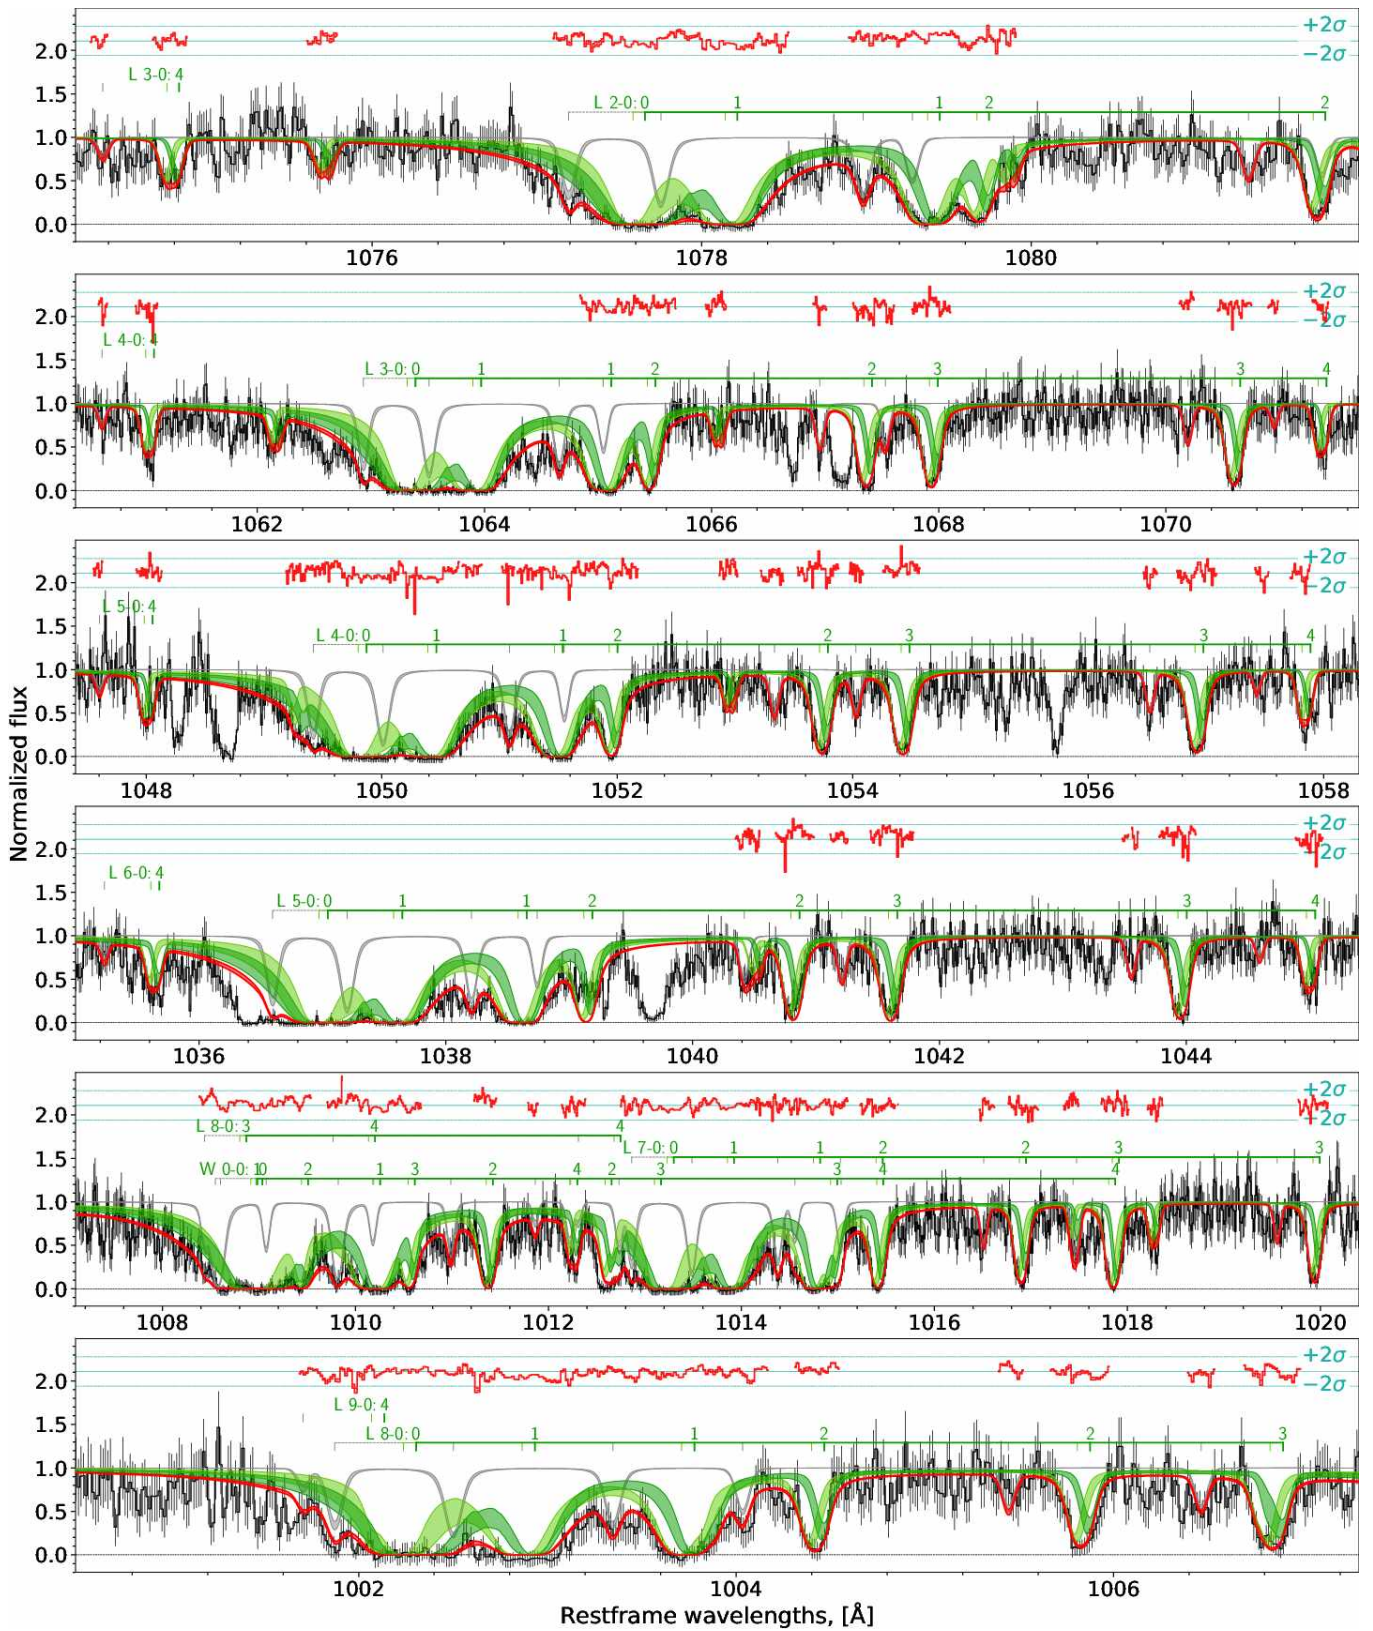 +2σ
2.0
−2σ
L 3-0: 4
1.5
L 2-0: 0 1 1 2 2
1.0
0.5
0.0
1076 1078 1080
+2σ
2.0
−2σ
L 4-0: 4
1.5
L 3-0: 0 1 1 2 2 3 3 4
1.0
0.5
0.0
1062 1064 1066 1068 1070
+2σ
2.0
−2σ
L 5-0: 4
1.5
L 4-0: 0 1 1 2 2 3 3 4
1.0
0.5
0.0
1048 1050 1052 1054 1056 1058
Normalized flux
+2σ
2.0
−2σ
L 6-0: 4
1.5
L 5-0: 0 1 1 2 2 3 3 4
1.0
0.5
0.0
1036 1038 1040 1042 1044
+2σ
2.0
−2σ
L 8-0: 3 4 4
L 7-0: 0 1 1 2 2 3 3
1.5
W 0-0: 1 0 2 1 3 2 4 2 3 3 4 4
1.0
0.5
0.0
1008 1010 1012 1014 1016 1018 1020
+2σ
2.0
−2σ
L 9-0: 4
1.5
L 8-0: 0 1 1 2 2 3
1.0
0.5
0.0
1002 1004 1006
Restframe wavelengths, [Å]